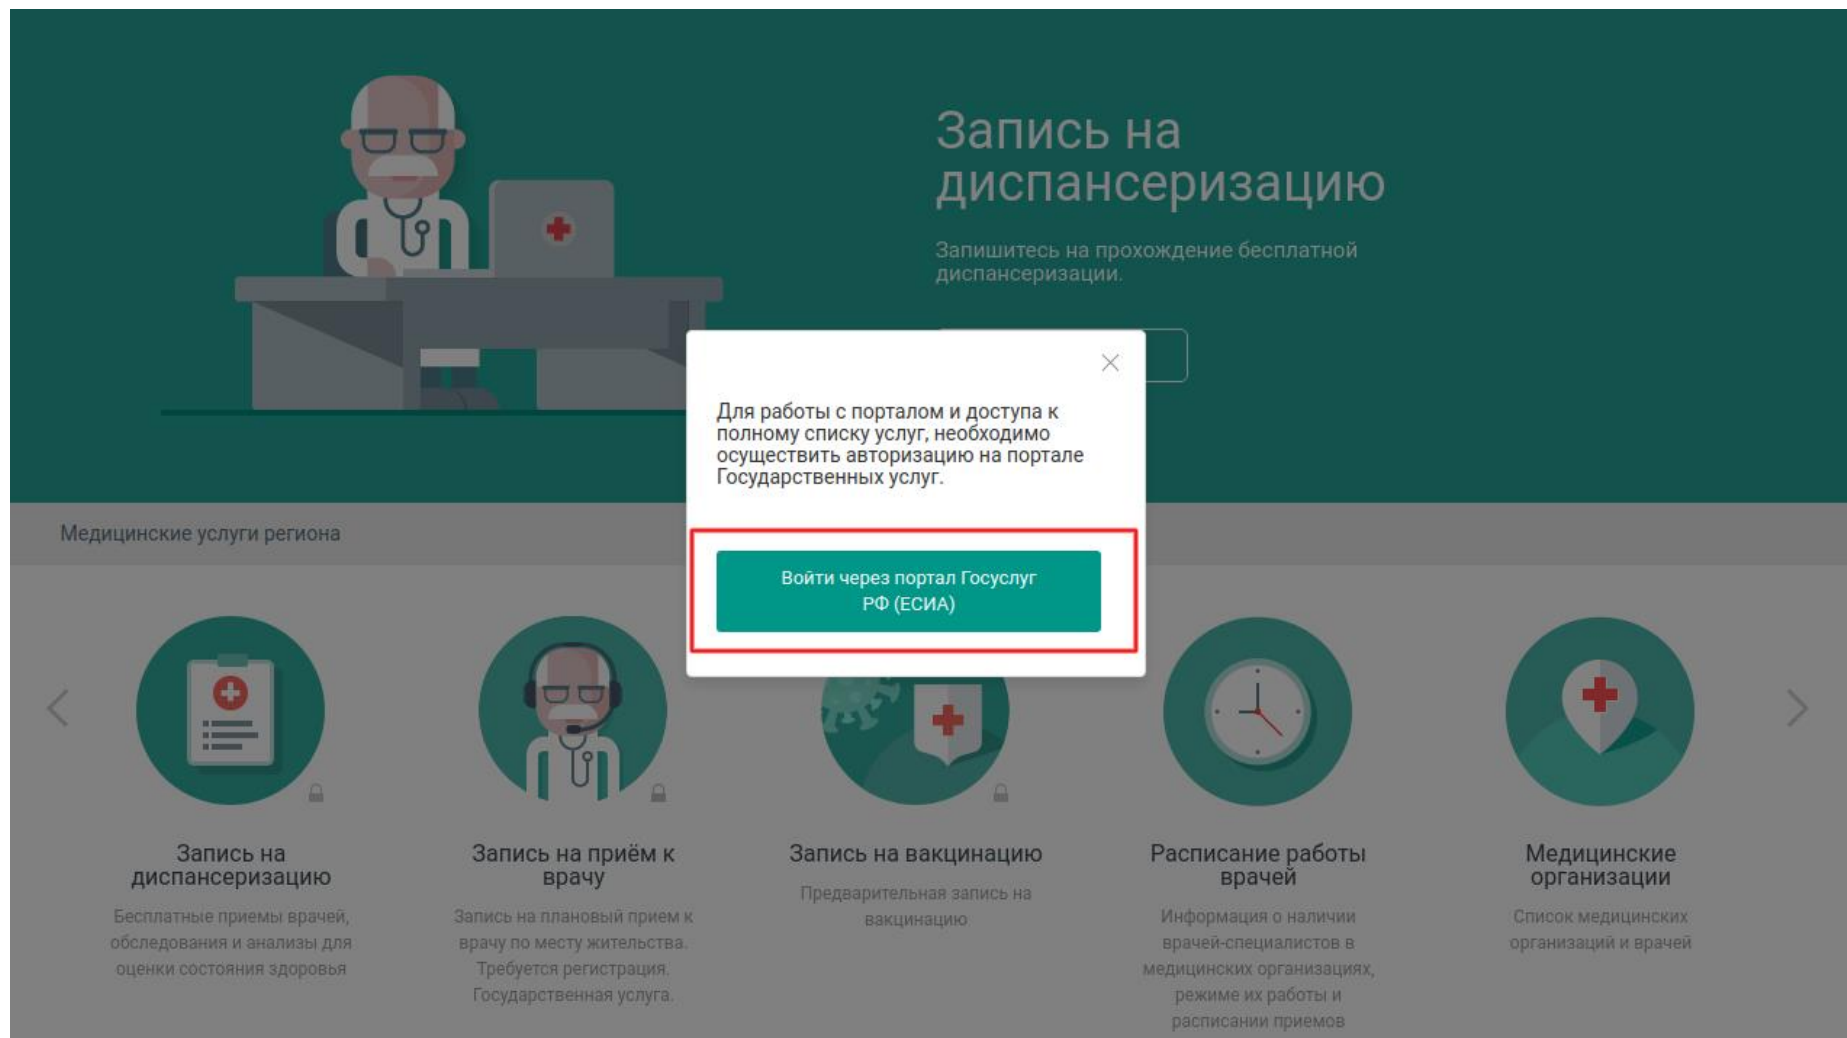 Запись на
диспансеризацию
Запишитесь на прохождение бесплатной
диспансеризации.
Для работы с порталом и доступа к
полному списку услуг, необходимо
осуществить авторизацию на портале
Государственных услуг.
Войти через портал Госуслуг
РФ (ЕСИА)
Медицинские услуги региона
Запись на
диспансеризацию
Бесплатные приемы врачей,
обследования и анализы для
оценки состояния здоровья
Запись на приём к
врачу
Запись на плановый прием к
врачу по месту жительства.
Требуется регистрация.
Государственная услуга.
Запись на вакцинацию
Предварительная запись на
вакцинацию
Расписание работы
врачей
Информация о наличии
врачей-специалистов в
медицинских организациях,
режиме их работы и
расписании приемов
Медицинские
организации
Список медицинских
организаций и врачей